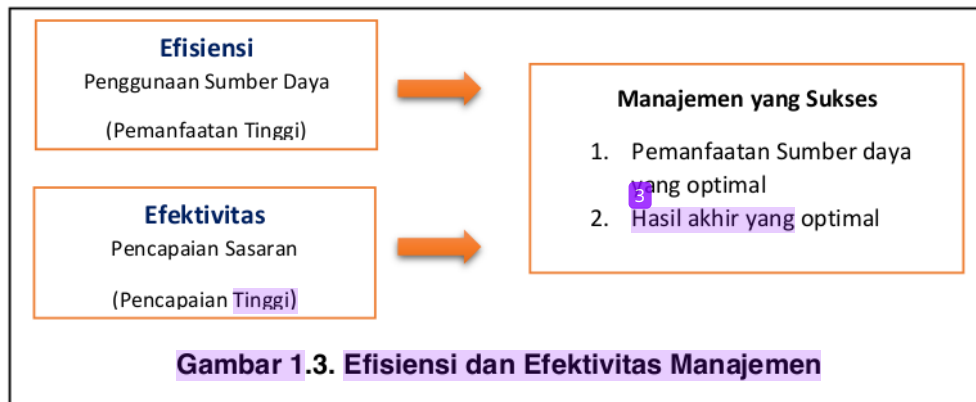 Efisiensi
Penggunaan Sumber Daya
(Pemanfaatan Tinggi)
Efektivitas
Pencapaian Sasaran
(Pencapaian Tinggi)
Manajemen yang Sukses
1. Pemanfaatan Sumber daya
yang optimal
3
2. Hasil akhir yang optimal
Gambar 1.3. Efisiensi dan Efektivitas Manajemen